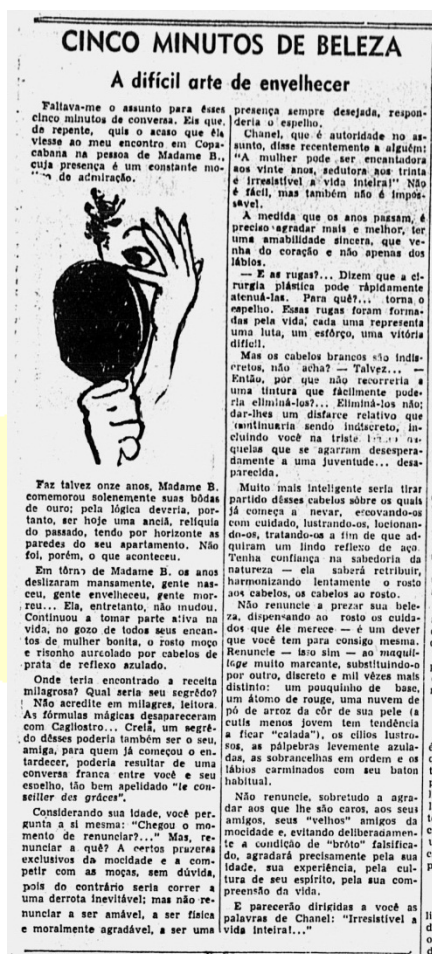 CINCO MINUTOS DE BELEZA
A difícil arte de envelhecer
Faltava-me o assunto para êsses
cinco minutos de conversa. Eis que,
de repente, quis o acaso que êle
viesse ao meu encontro em Copa-
cabana na pessoa de Madame B.,
cuja presença é um constante mo-
de admiração.
Faz talvez onze anos, Madame B.
comemorou solenemente suas bôdas
de ouro; pela lógica deveria, por-
tanto, ser hoje uma anciã, relíquia
do passado, tendo por horizonte as
paredes do seu apartamento. Não
foi, porém, o que aconteceu.
Em tôrno de Madame B. os anos
deslizaram mansamente, gente nas-
ceu, gente envelheceu, gente mor-
reu... Ela, entretanto, não mudou.
Continuou a tomar parte ativa na
vida, no gozo de todos seus encan-
tos de mulher bonita, o rosto moço
e risonho aureolado por cabelos de
prata de reflexo azulado.
Onde teria encontrado a receita
milagrosa? Qual seria seu segrêdo?
Não acredite em milagres, leitora.
As fórmulas mágicas desapareceram
com Cagliostro... Creia, um segrê-
do dêsses poderia também ser o seu,
amiga, para quem já começou o en-
tardecer, poderia resultar de uma
conversa franca entre você e seu
espelho, tão bem apelidado "le con-
seiller des grâces".
Considerando sua idade, você per-
gunta a si mesma: "Chegou o mo-
mento de renunciar?..." Mas, re-
nunciar a quê? A certos prazeres
exclusivos da mocidade e a com-
petir com as moças, sem dúvida,
pois do contrário seria correr a
uma derrota inevitável; mas não re-
nunciar a ser amável, a ser física
e moralmente agradável, a ser uma
presença sempre desejada, respon-
deria o espelho.
Chanel, que é autoridade no as-
sunto, disse recentemente a alguém:
"A mulher pode ser encantadora
aos vinte anos, sedutora aos trinta
e irresistível a vida inteira!" Não
é fácil, mas também não é impos-
sável.
À medida que os anos passam, é
preciso agradar mais e melhor, ter
uma amabilidade sincera, que ve-
nha do coração e não apenas dos
lábios.
— E as rugas?... Dizem que a ci-
rurgia plástica pode ràpidamente
atenuá-las. Para quê?... torna o
espelho. Essas rugas foram forma-
das pela vida, cada uma representa
uma luta, um esfôrço, uma vitória
difícil.
Mas os cabelos brancos são indis-
cretos, não acha? — Talvez... —
Então, por que não recorreria a
uma tintura que fàcilmente pode-
ria eliminá-los?... Eliminá-los não;
dar-lhes um disfarce relativo que
continuaria sendo indiscreto, in-
cluindo você na triste
quelas que se agarram desespera-
damente a uma juventude... desa-
parecida.
Muito mais inteligente seria tirar
partido dêsses cabelos sôbre os quais
já começa a nevar, escovando-os
com cuidado, lustrando-os, locionan-
do-os, tratando-os a fim de que ad-
quiram um lindo reflexo de aço.
Tenha confiança na sabedoria da
natureza — ela saberá retribuir,
harmonizando lentamente o rosto
aos cabelos, os cabelos ao rosto.
Não renuncie a prezar sua bele-
za, dispensando ao rosto os cuida-
dos que êle merece — é um dever
que você tem para consigo mesma.
Renuncie — isso sim — ao maquil-
lage muito marcante, substituindo-o
por outro, discreto e mil vêzes mais
distinto: um pouquinho de base,
um átomo de rouge, uma nuvem de
pó de arroz da côr de sua pele (a
cutis menos jovem tem tendência
a ficar "caiada"), os cílios lustro-
sos, as pálpebras levemente azula-
das, as sobrancelhas em ordem e os
lábios carminados com seu baton
habitual.
Não renuncie, sobretudo a agra-
dar aos que lhe são caros, aos seus
amigos, seus "velhos" amigos da
mocidade e, evitando deliberadamen-
te a condição de "brôto" falsifica-
do, agradará precisamente pela sua
idade, sua experiência, pela cul-
tura de seu espírito, pela sua com-
preensão da vida.
E parecerão dirigidas a você as
palavras de Chanel: "Irresistível a
vida inteira!..."